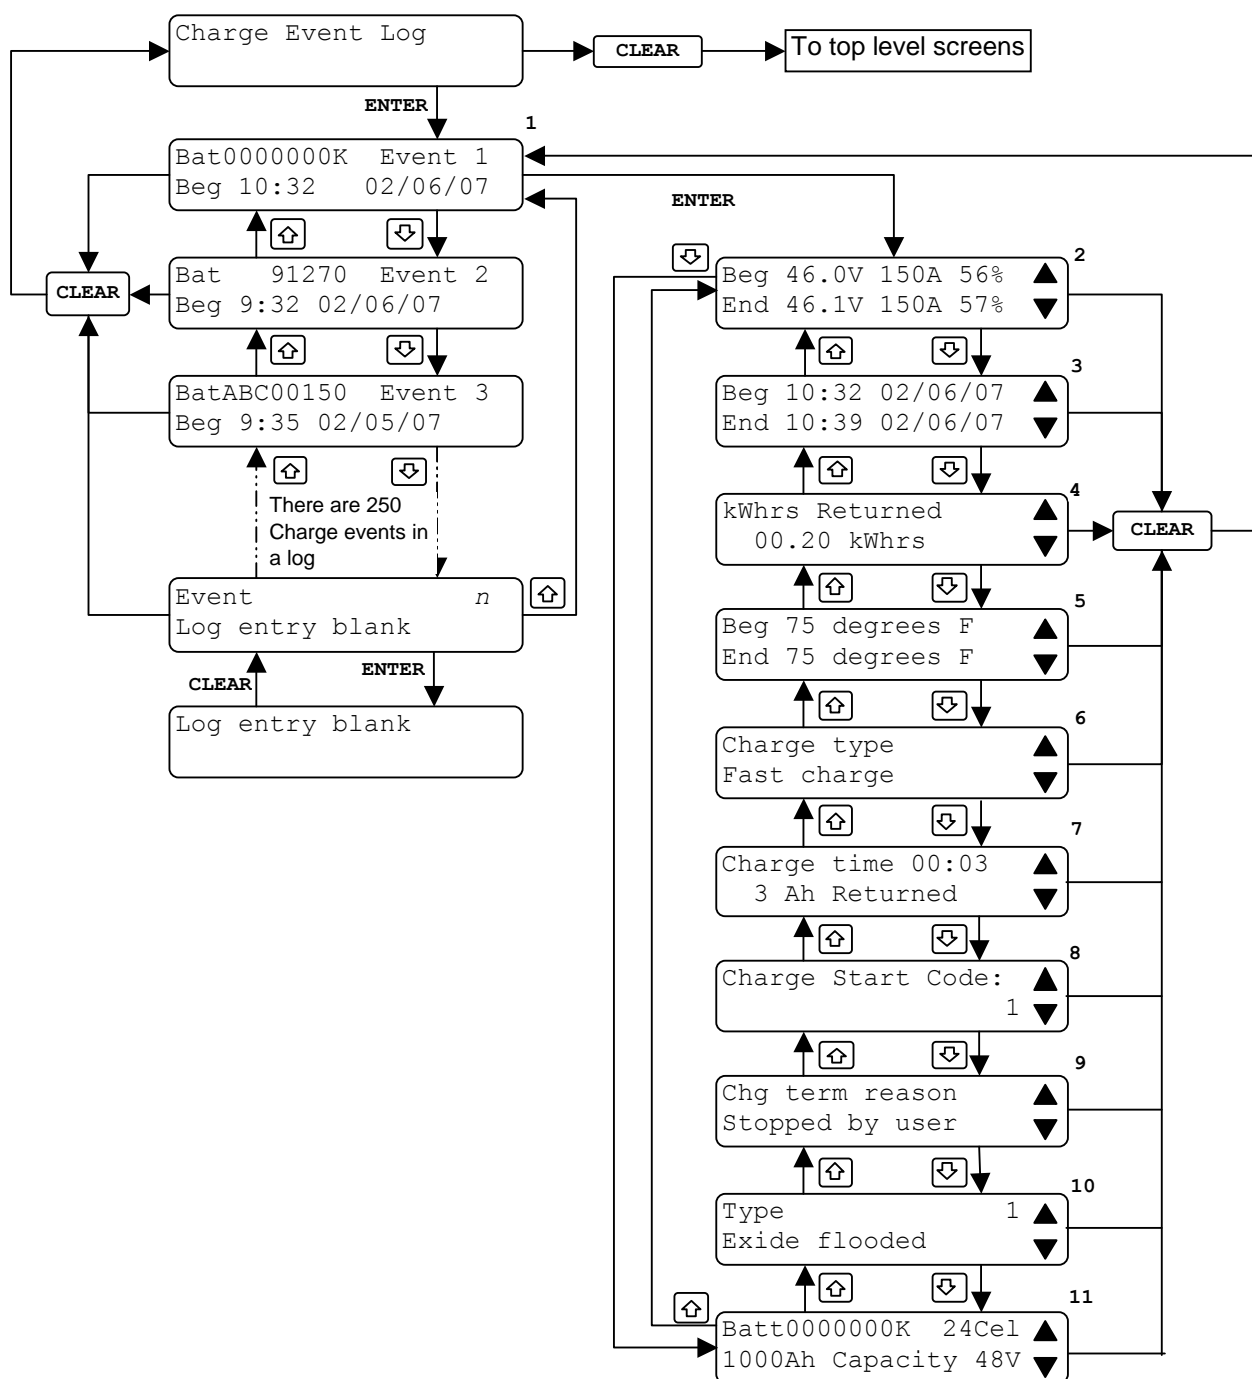 Charge Event Log
CLEAR
To top level screens
ENTER
1
Bat0000000K Event 1
Beg 10:32 02/06/07
Bat 91270 Event 2
Beg 9:32 02/06/07
CLEAR
BatABC00150 Event 3
Beg 9:35 02/05/07
There are 250
Charge events in
a log
Event n
Log entry blank
CLEAR
ENTER
Log entry blank
ENTER
2
Beg 46.0V 150A 56%
End 46.1V 150A 57%
3
Beg 10:32 02/06/07
End 10:39 02/06/07
4
kWhrs Returned
00.20 kWhrs
CLEAR
5
Beg 75 degrees F
End 75 degrees F
6
Charge type
Fast charge
7
Charge time 00:03
3 Ah Returned
8
Charge Start Code:
1
9
Chg term reason
Stopped by user
10
Type 1
Exide flooded
11
Batt0000000K 24Cel
1000Ah Capacity 48V